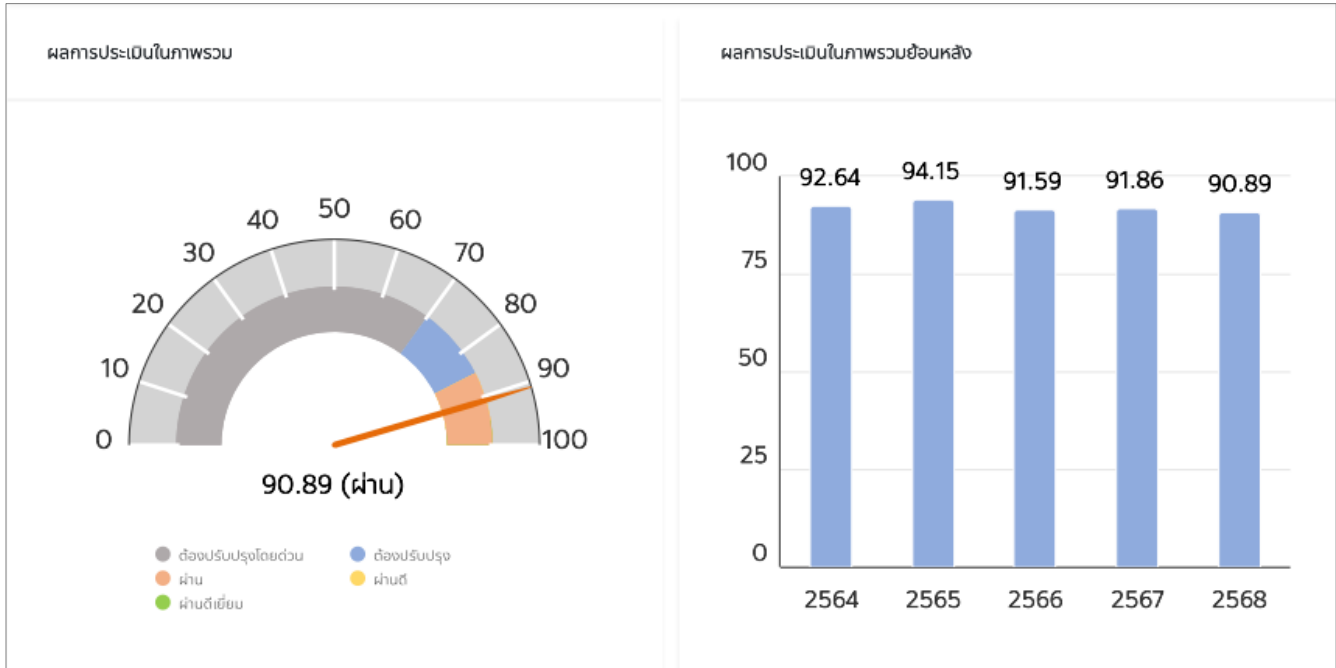 ผลการประเมินในภาพรวม
50
40
60
30
70
20
80
10
90
0
100
90.89 (ผ่าน)
ต้องปรับปรุงโดยด่วน
ต้องปรับปรุง
ผ่าน
ผ่านดี
ผ่านดีเยี่ยม
ผลการประเมินในภาพรวมย้อนหลัง
100
92.64
94.15
91.59
91.86
90.89
75
50
25
0
2564 2565 2566 2567 2568